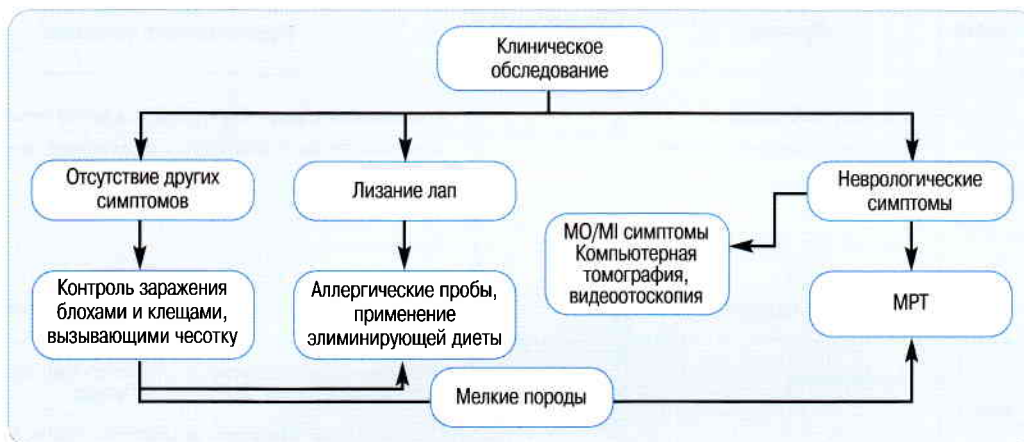 Клиническое
обследование
Отсутствие других
симптомов
Лизание лап
Неврологические
симптомы
МО/МI симптомы
Компьютерная
томография,
видеоотоскопия
Контроль заражения
блохами и клещами,
вызывающими чесотку
Аллергические пробы,
применение
элиминирующей диеты
МРТ
Мелкие породы